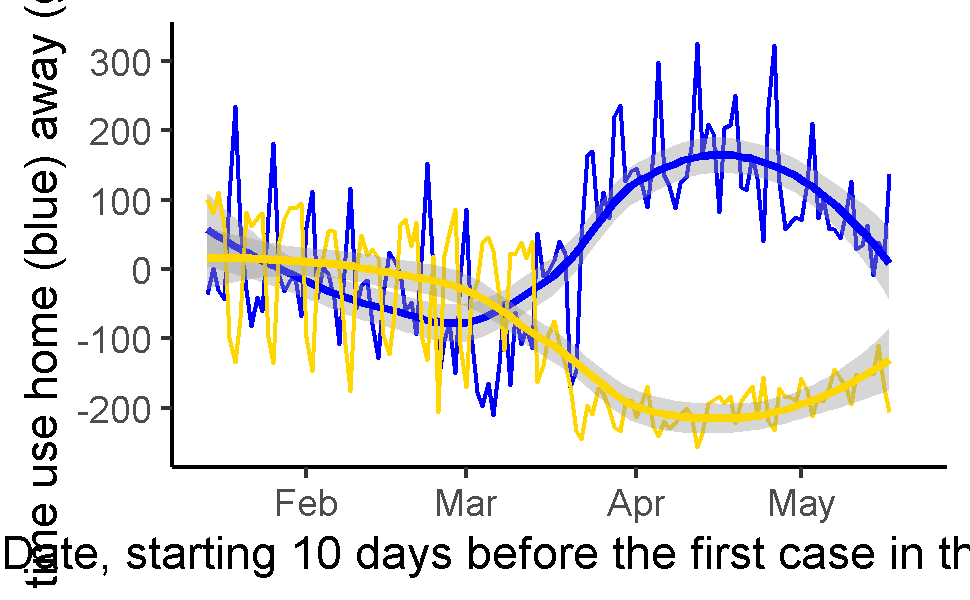 time use home (blue) away (
300
200
100
0
-100
-200
Feb Mar Apr May
Date, starting 10 days before the first case in th